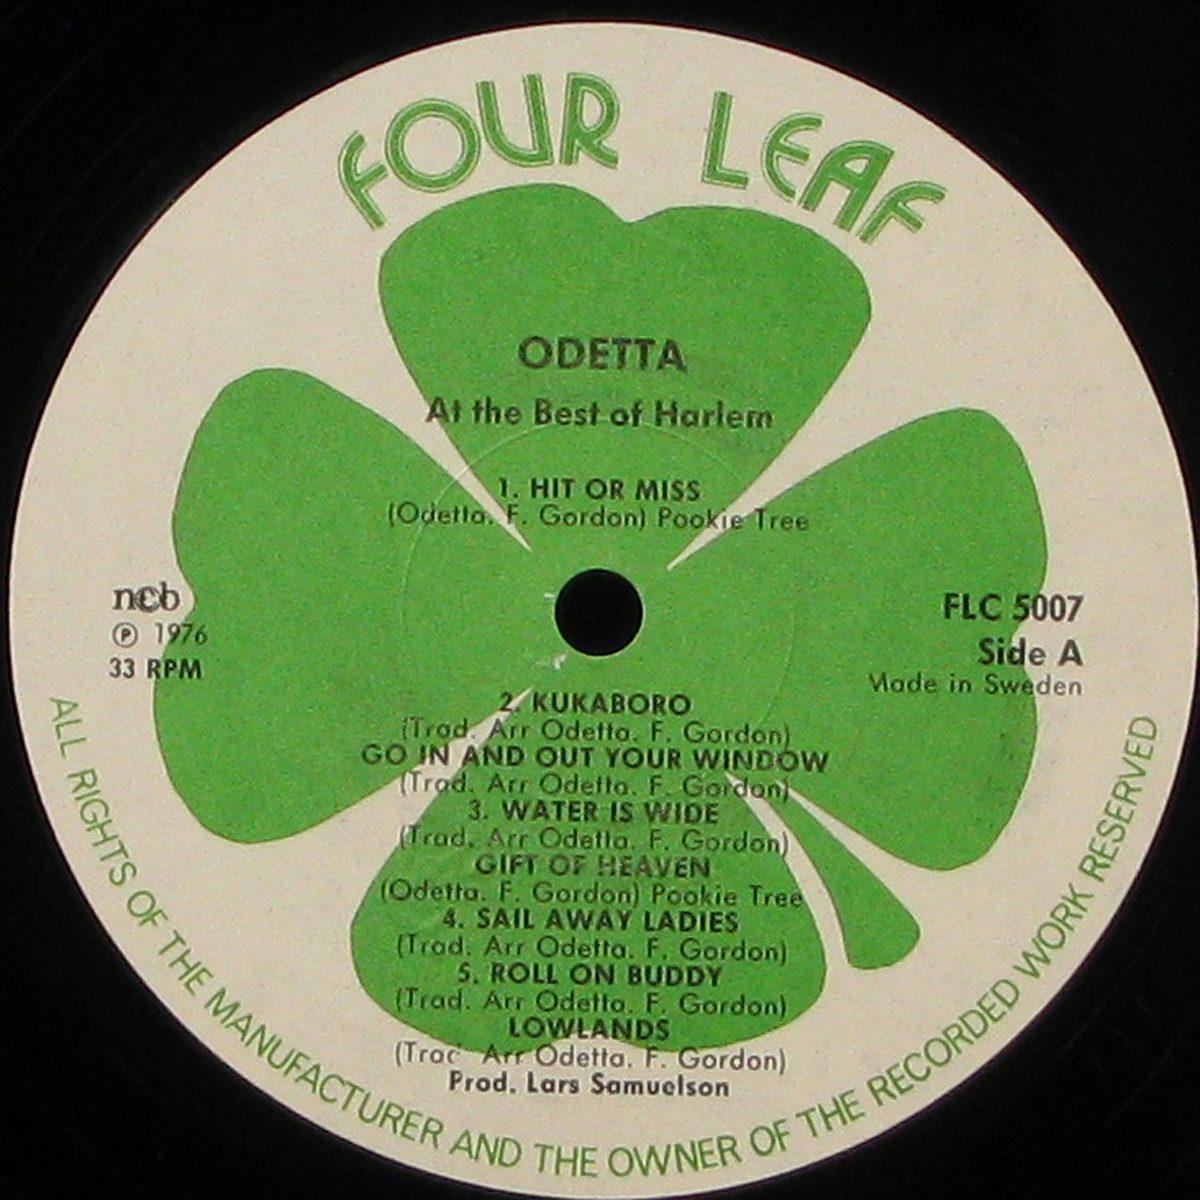 FOUR LEAF
ODETTA
At the Best of Harlem
1. HIT OR MISS
(Odetta. F. Gordon) Pookie Tree
ncb
Ⓟ 1976
33 RPM
FLC 5007
Side A
Made in Sweden
2. KUKABORO
(Trad. Arr Odetta. F. Gordon)
GO IN AND OUT YOUR WINDOW
(Trad. Arr Odetta. F. Gordon)
3. WATER IS WIDE
(Trad. Arr Odetta. F. Gordon)
GIFT OF HEAVEN
(Odetta. F. Gordon) Pookie Tree
4. SAIL AWAY LADIES
(Trad. Arr Odetta. F. Gordon)
5. ROLL ON BUDDY
(Trad. Arr Odetta. F. Gordon)
LOWLANDS
(Trad Arr Odetta. F. Gordon)
Prod. Lars Samuelson
ALL RIGHTS OF THE MANUFACTURER AND THE OWNER OF THE RECORDED WORK RESERVED